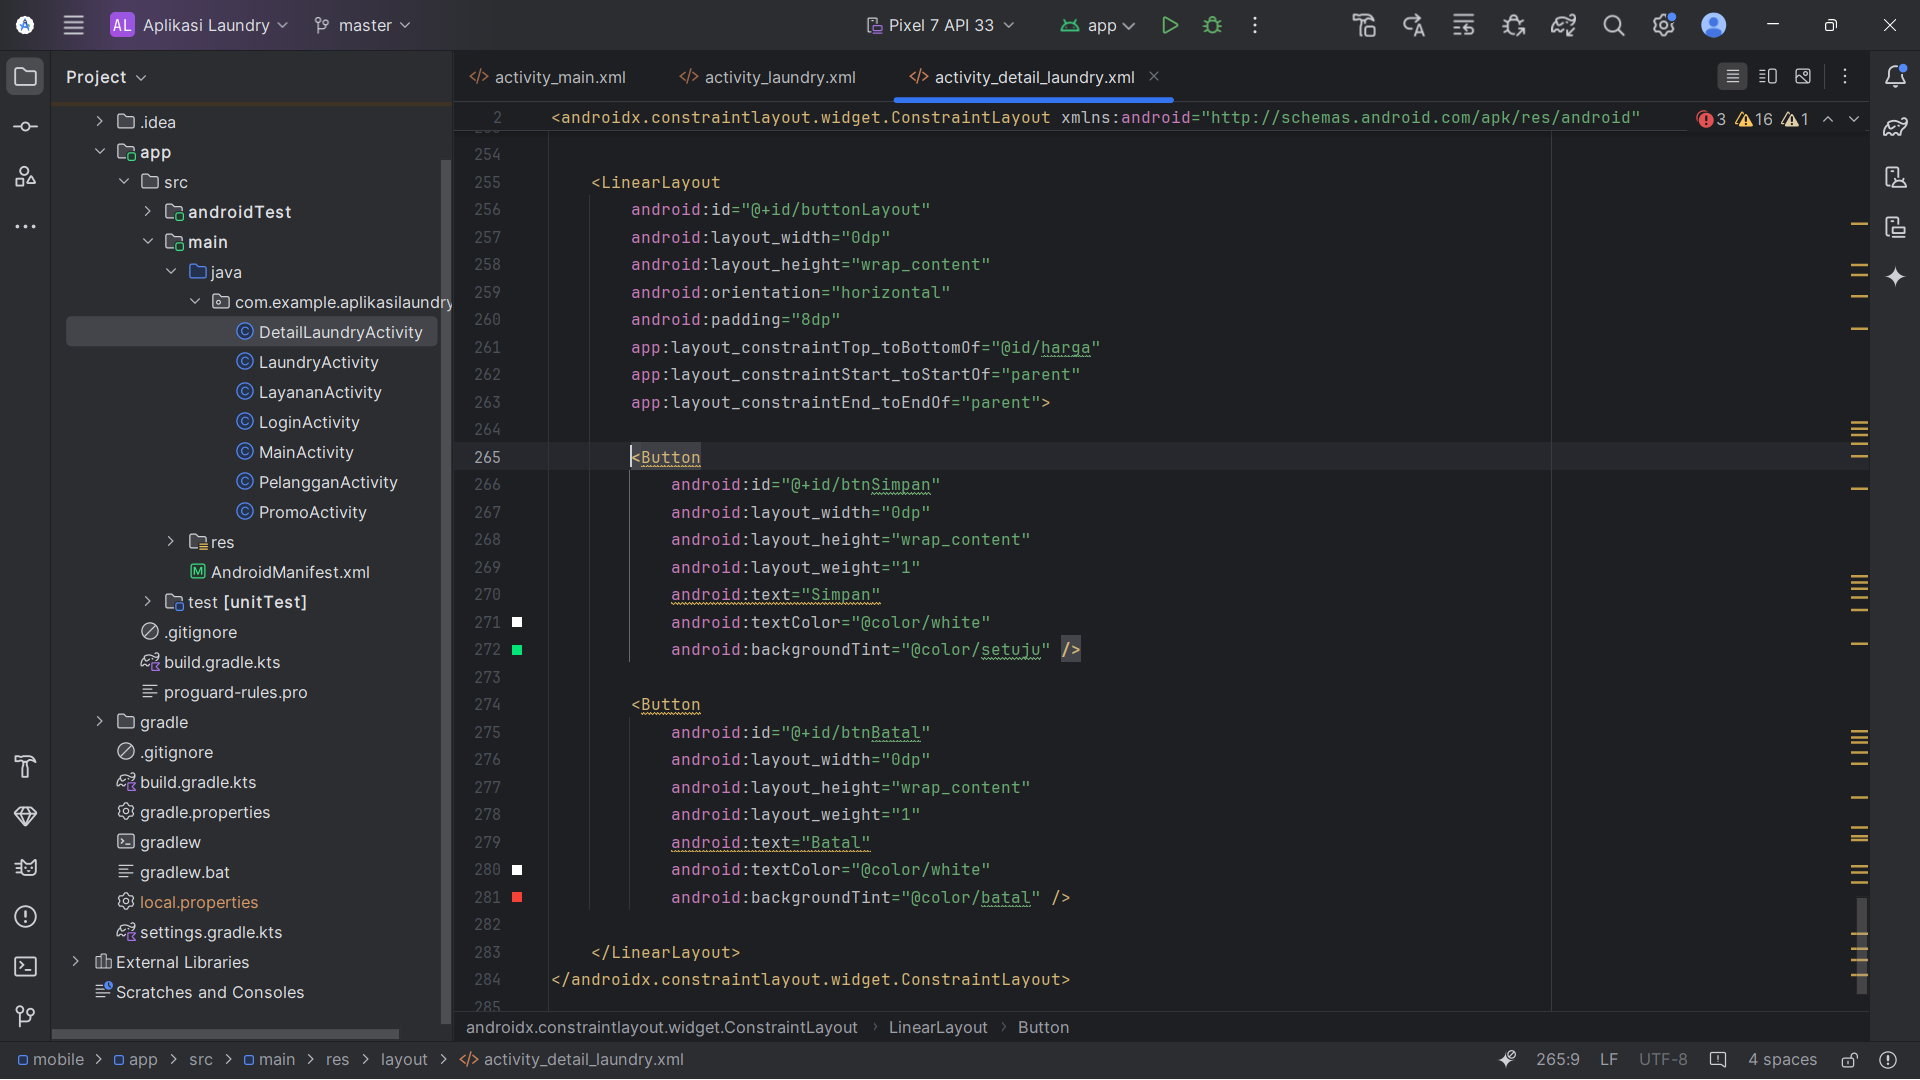 AL Aplikasi Laundry master Pixel 7 API 33 app
Project
activity_main.xml activity_laundry.xml activity_detail_laundry.xml
.idea
app
src
androidTest
main
java
com.example.aplikasilaundry
DetailLaundryActivity
LaundryActivity
LayananActivity
LoginActivity
MainActivity
PelangganActivity
PromoActivity
res
AndroidManifest.xml
test [unitTest]
.gitignore
build.gradle.kts
proguard-rules.pro
gradle
.gitignore
build.gradle.kts
gradle.properties
gradlew
gradlew.bat
local.properties
settings.gradle.kts
External Libraries
Scratches and Consoles
2 <androidx.constraintlayout.widget.ConstraintLayout xmlns:android="http://schemas.android.com/apk/res/android" 3 16 1
254
255 <LinearLayout
256 android:id="@+id/buttonLayout"
257 android:layout_width="0dp"
258 android:layout_height="wrap_content"
259 android:orientation="horizontal"
260 android:padding="8dp"
261 app:layout_constraintTop_toBottomOf="@id/harga"
262 app:layout_constraintStart_toStartOf="parent"
263 app:layout_constraintEnd_toEndOf="parent">
264
265 <Button
266 android:id="@+id/btnSimpan"
267 android:layout_width="0dp"
268 android:layout_height="wrap_content"
269 android:layout_weight="1"
270 android:text="Simpan"
271 android:textColor="@color/white"
272 android:backgroundTint="@color/setuju" />
273
274 <Button
275 android:id="@+id/btnBatal"
276 android:layout_width="0dp"
277 android:layout_height="wrap_content"
278 android:layout_weight="1"
279 android:text="Batal"
280 android:textColor="@color/white"
281 android:backgroundTint="@color/batal" />
282
283 </LinearLayout>
284 </androidx.constraintlayout.widget.ConstraintLayout>
285
androidx.constraintlayout.widget.ConstraintLayout › LinearLayout › Button
mobile > app > src > main > res > layout > activity_detail_laundry.xml 265:9 LF UTF-8 4 spaces